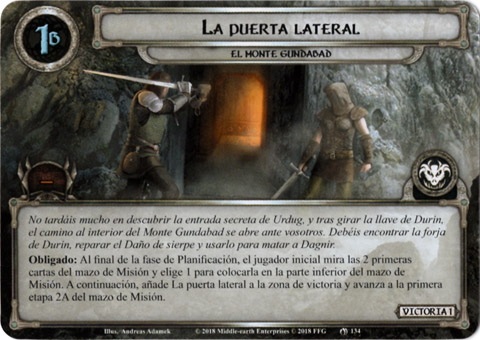 1B
La puerta lateral
El Monte Gundabad
No tardáis mucho en descubrir la entrada secreta de Urdug, y tras girar la llave de Durin,
el camino al interior del Monte Gundabad se abre ante vosotros. Debéis encontrar la forja
de Durin, reparar el Daño de sierpe y usarlo para matar a Dagnir.
Obligado: Al final de la fase de Planificación, el jugador inicial mira las 2 primeras
cartas del mazo de Misión y elige 1 para colocarla en la parte inferior del mazo de
Misión. A continuación, añade La puerta lateral a la zona de victoria y avanza a la primera
etapa 2A del mazo de Misión.
Victoria 1
Illus. Andreas Adamek
© 2018 Middle-earth Enterprises © 2018 FFG
134